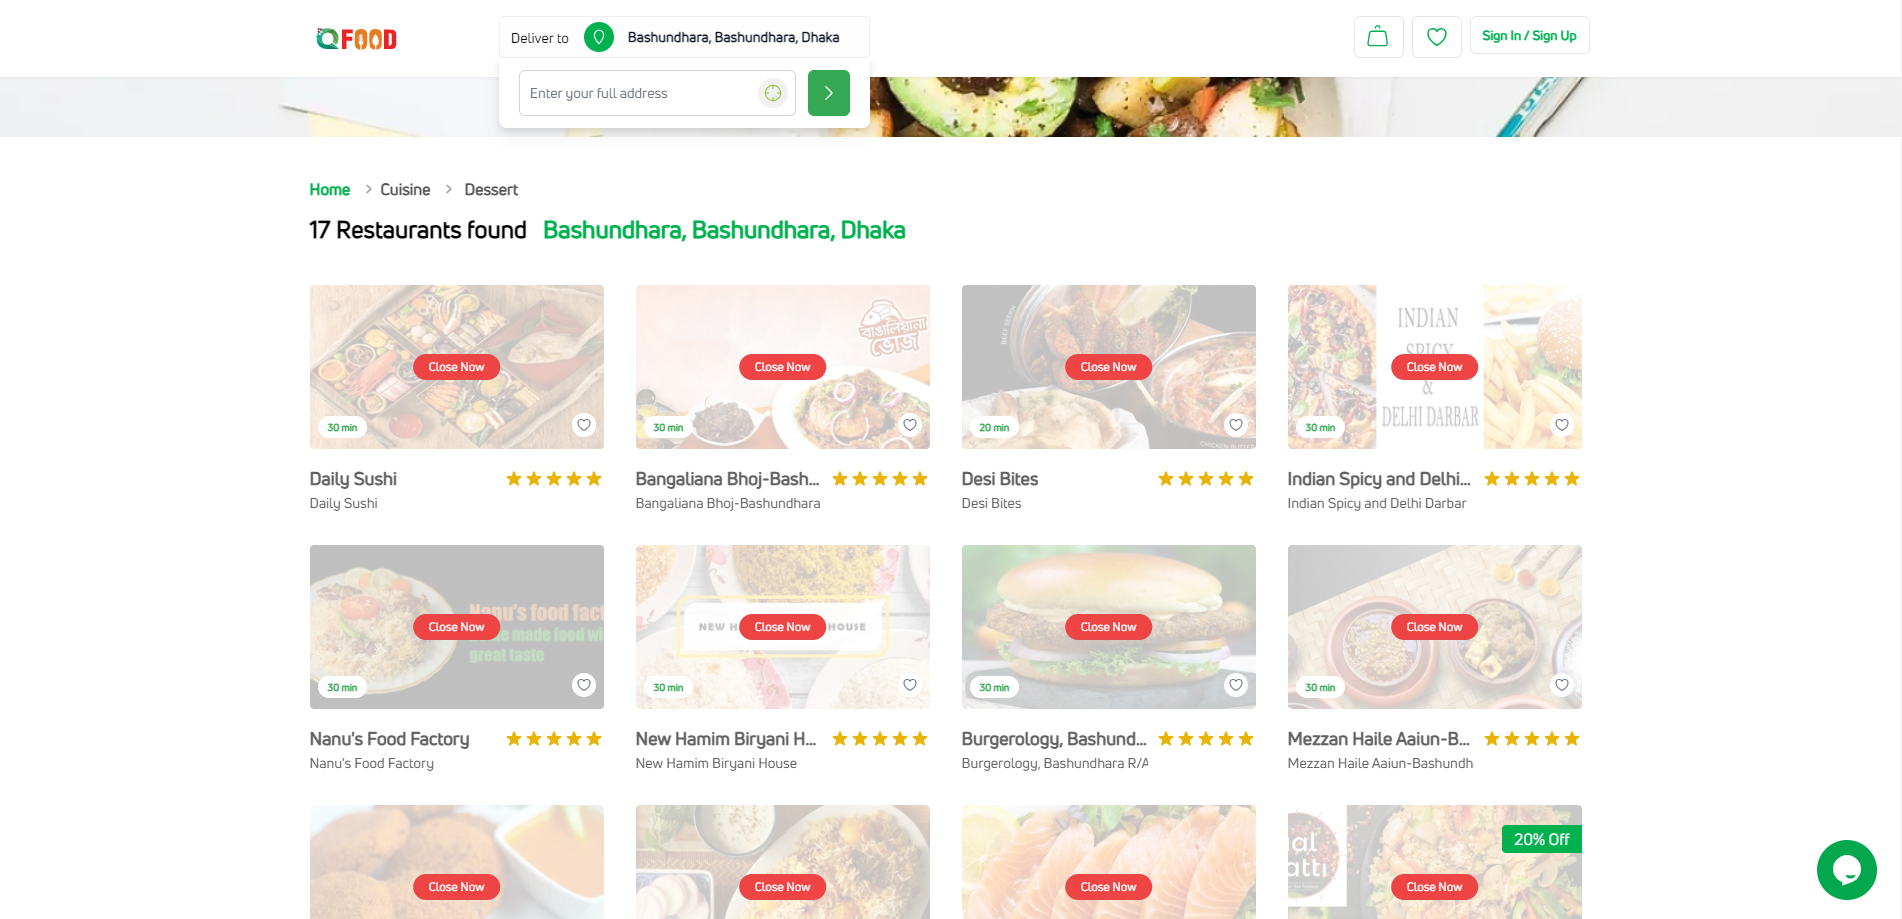 QFOOD
Deliver to Bashundhara, Bashundhara, Dhaka
Sign In / Sign Up
Enter your full address
Home > Cuisine > Dessert
17 Restaurants found Bashundhara, Bashundhara, Dhaka
বাঙালিয়ানা
ভোজ
INDIAN
SPICY
&
DELHI DARBAR
Close Now Close Now Close Now Close Now
30 min 30 min 20 min 30 min
Daily Sushi Bangaliana Bhoj-Bash... Desi Bites Indian Spicy and Delhi...
Daily Sushi Bangaliana Bhoj-Bashundhara Desi Bites Indian Spicy and Delhi Darbar
Nanu's food fact
made food wi
great taste
NEW H HOUSE
Close Now Close Now Close Now Close Now
30 min 30 min 30 min 30 min
Nanu's Food Factory New Hamim Biryani H... Burgerology, Bashund... Mezzan Haile Aaiun-B...
Nanu's Food Factory New Hamim Biryani House Burgerology, Bashundhara R/A Mezzan Haile Aaiun-Bashundh
20% Off
Close Now Close Now Close Now Close Now